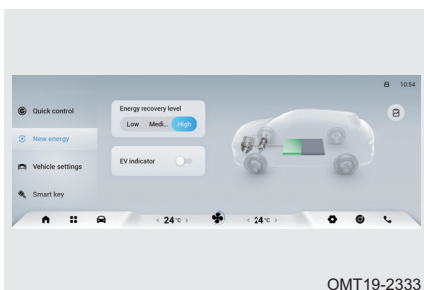 10:54
Quick control
New energy
Vehicle settings
Smart key
Energy recovery level
Low Medi... High
EV indicator
< 24 °C >
< 24 °C >
OMT19-2333